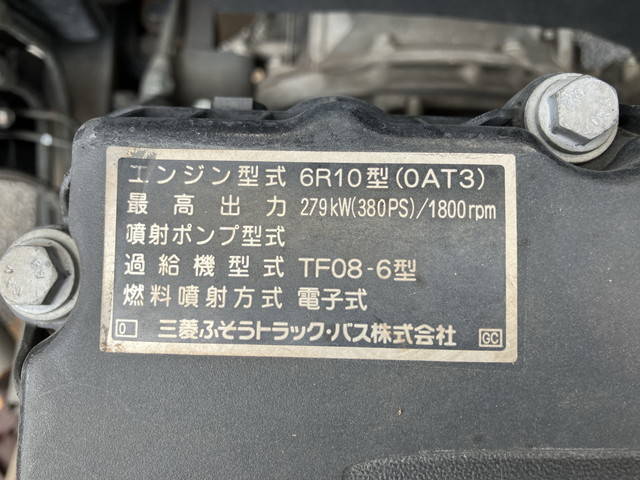 エンジン型式 6R10型(0AT3)
最高出力 279kW(380PS)/1800rpm
噴射ポンプ型式
過給機型式 TF08-6型
燃料噴射方式 電子式
0 三菱ふそうトラック・バス株式会社 GC